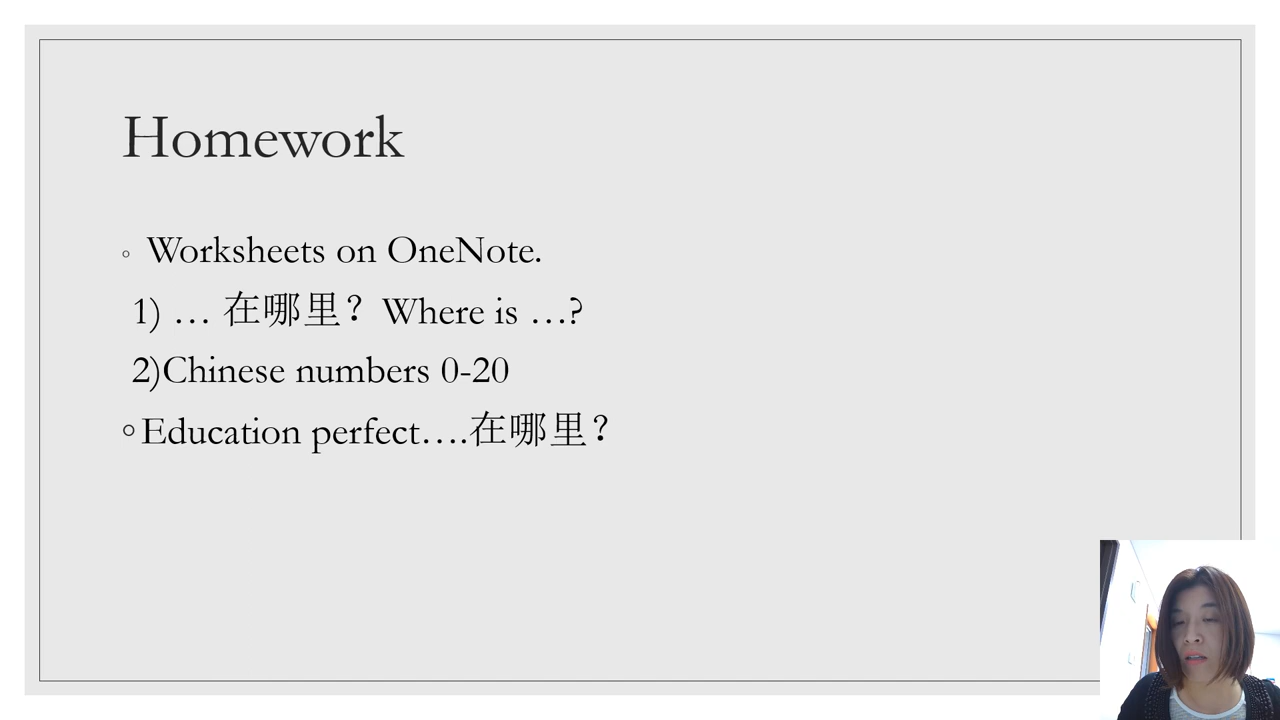 Homework
◦ Worksheets on OneNote.
1) … 在哪里？Where is …?
2)Chinese numbers 0-20
◦Education perfect….在哪里？